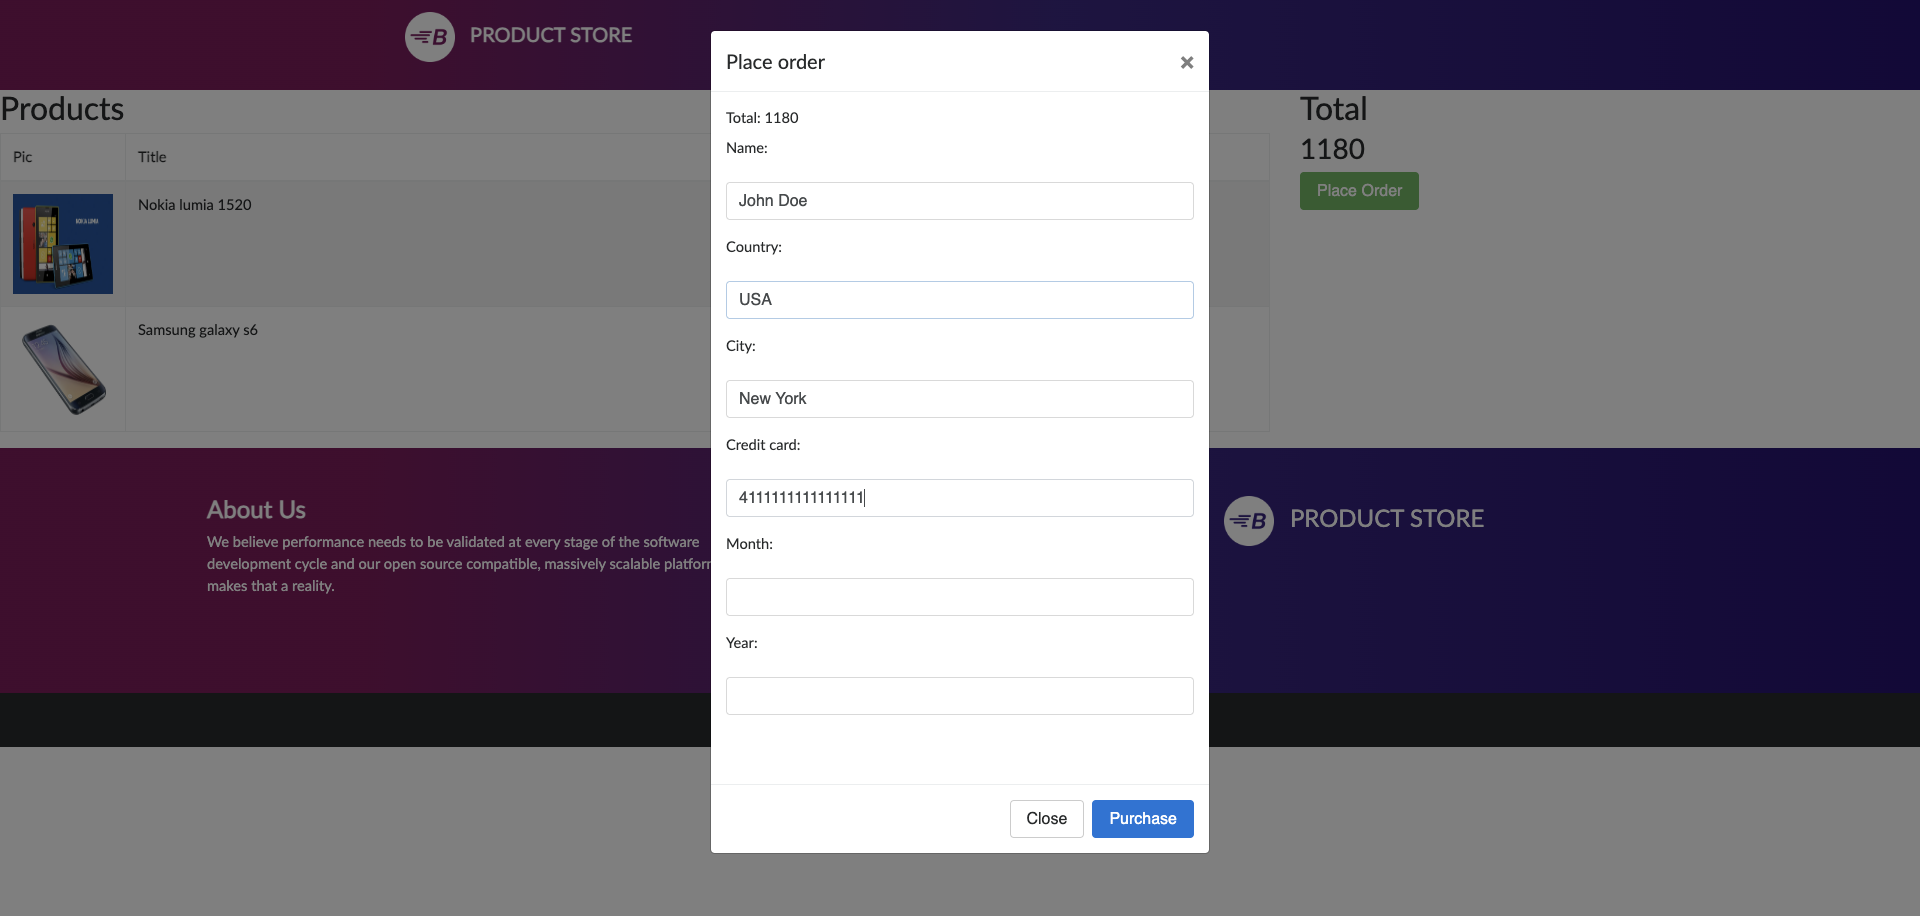 PRODUCT STORE
Products
Pic
Title
Nokia lumia 1520
Samsung galaxy s6
Total
1180
Place Order
Place order
×
Total: 1180
Name:
John Doe
Country:
USA
City:
New York
Credit card:
4111111111111111
Month:
Year:
Close
Purchase
About Us
We believe performance needs to be validated at every stage of the software
development cycle and our open source compatible, massively scalable platfor
makes that a reality.
B
PRODUCT STORE